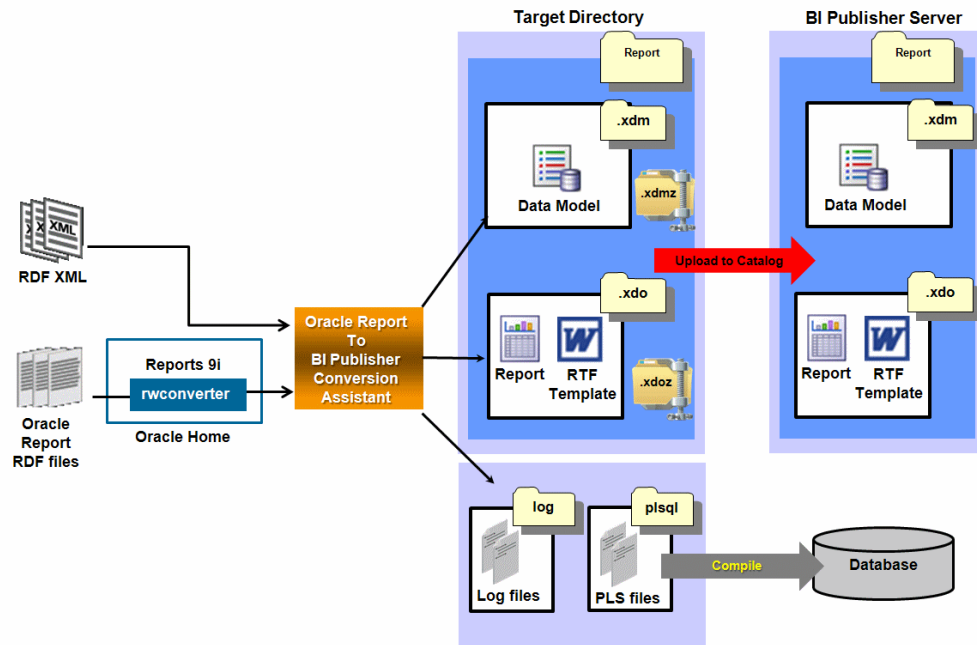 Target Directory
BI Publisher Server
Report
Report
.xdm
.xdm
Data Model
.xdmz
Data Model
XML
RDF XML
Upload to Catalog
.xdo
.xdo
Oracle Report
To
BI Publisher
Conversion
Assistant
Reports 9i
rwconverter
Oracle Home
Oracle
Report
RDF files
W
Report
RTF
Template
.xdoz
W
Report
RTF
Template
log
plsql
Log files
PLS files
Compile
Database